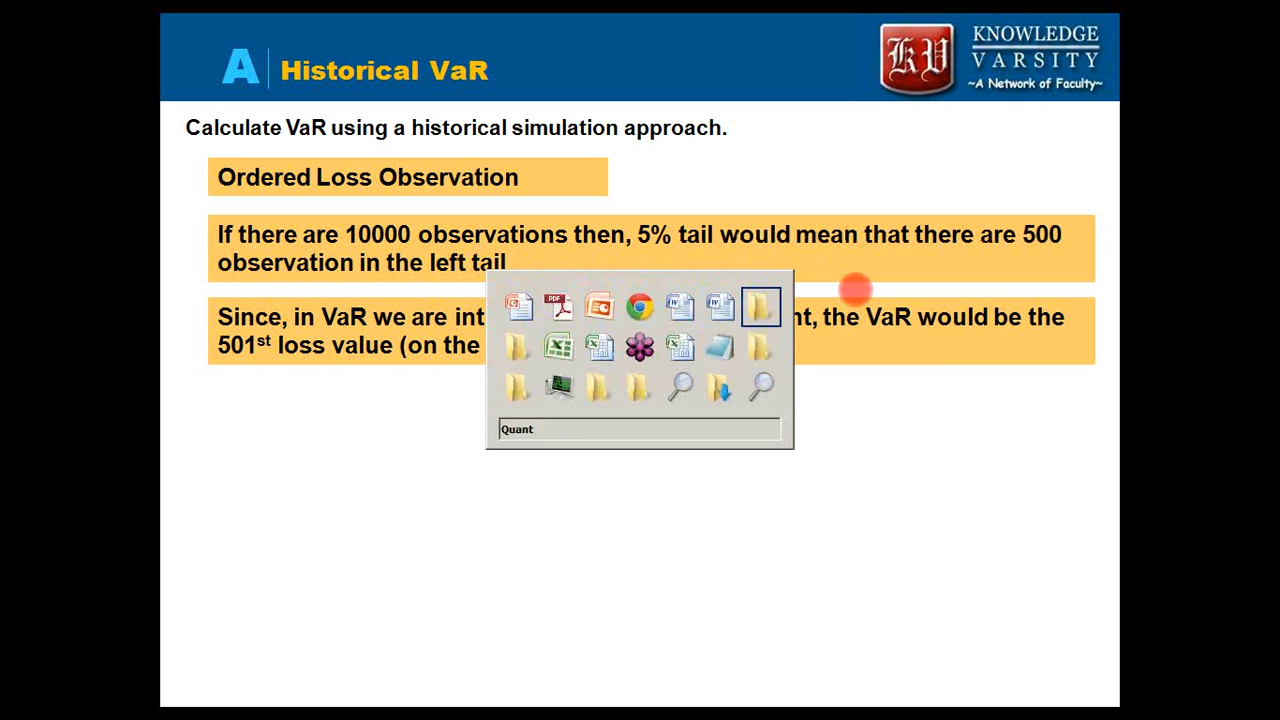 A Historical VaR
KV KNOWLEDGE
VARSITY
~A Network of Faculty~
Calculate VaR using a historical simulation approach.
Ordered Loss Observation
If there are 10000 observations then, 5% tail would mean that there are 500
observation in the left tail
Since, in VaR we are int nt, the VaR would be the
501st loss value (on the
PDF
Quant